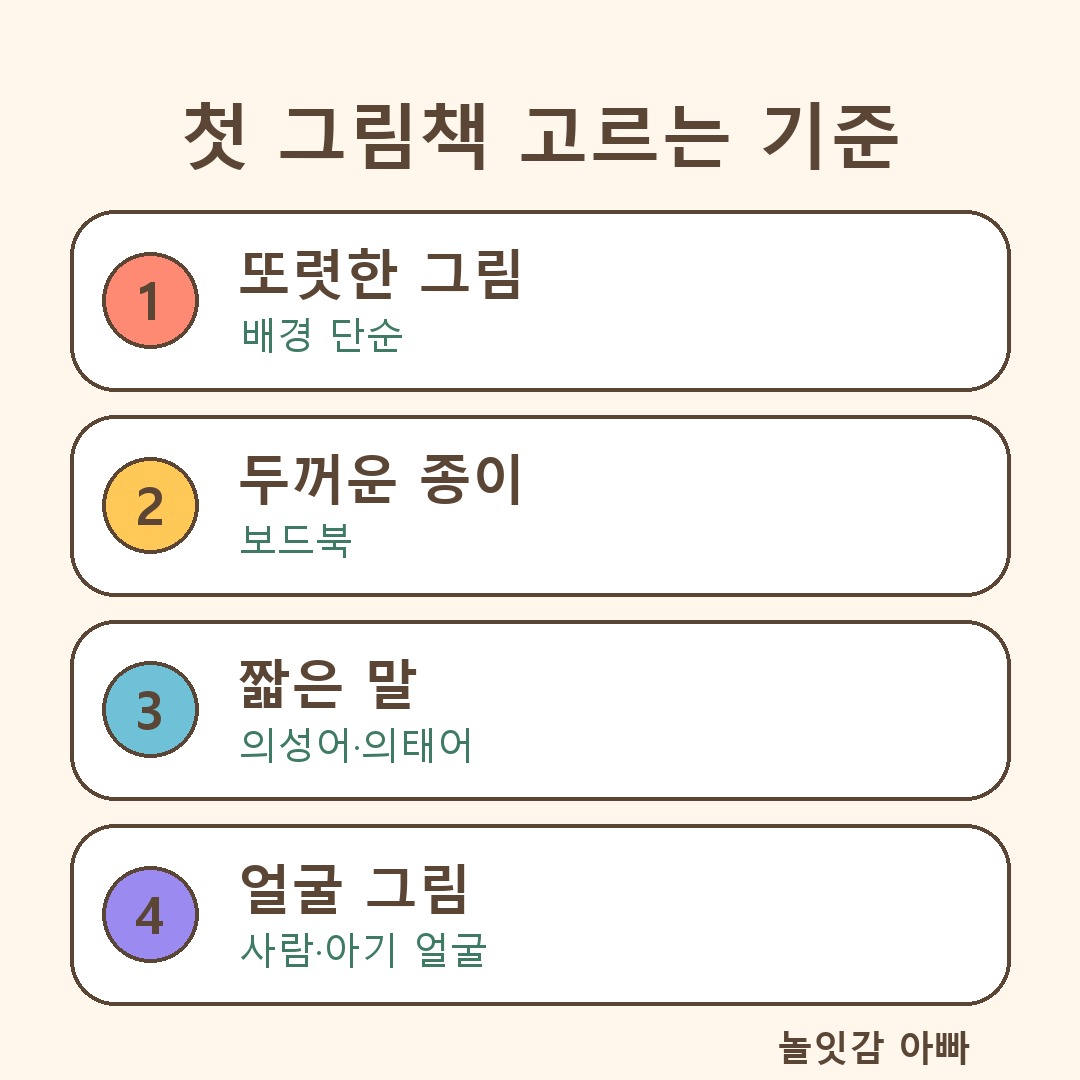 첫 그림책 고르는 기준
1
또렷한 그림
배경 단순
2
두꺼운 종이
보드북
3
짧은 말
의성어·의태어
4
얼굴 그림
사람·아기 얼굴
놀잇감 아빠